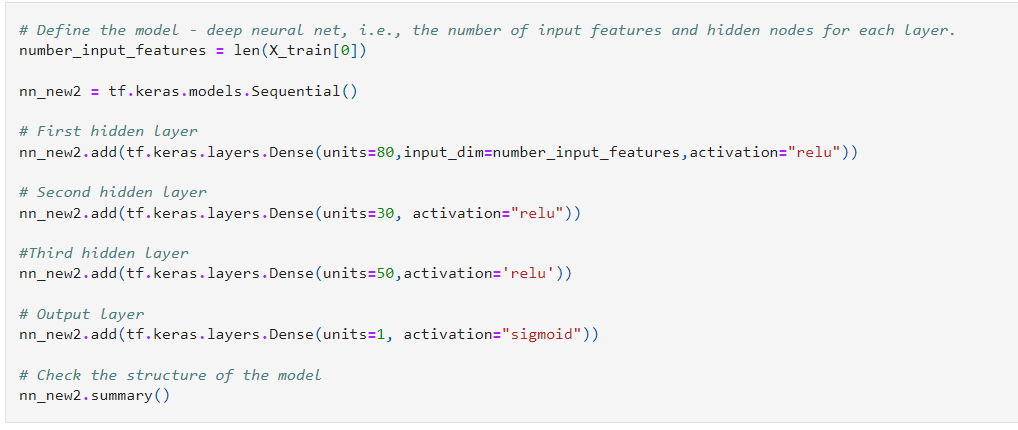 # Define the model - deep neural net, i.e., the number of input features and hidden nodes for each layer.
number_input_features = len(X_train[0])
nn_new2 = tf.keras.models.Sequential()
# First hidden layer
nn_new2.add(tf.keras.layers.Dense(units=80,input_dim=number_input_features,activation="relu"))
# Second hidden layer
nn_new2.add(tf.keras.layers.Dense(units=30, activation="relu"))
#Third hidden layer
nn_new2.add(tf.keras.layers.Dense(units=50,activation='relu'))
# Output layer
nn_new2.add(tf.keras.layers.Dense(units=1, activation="sigmoid"))
# Check the structure of the model
nn_new2.summary()